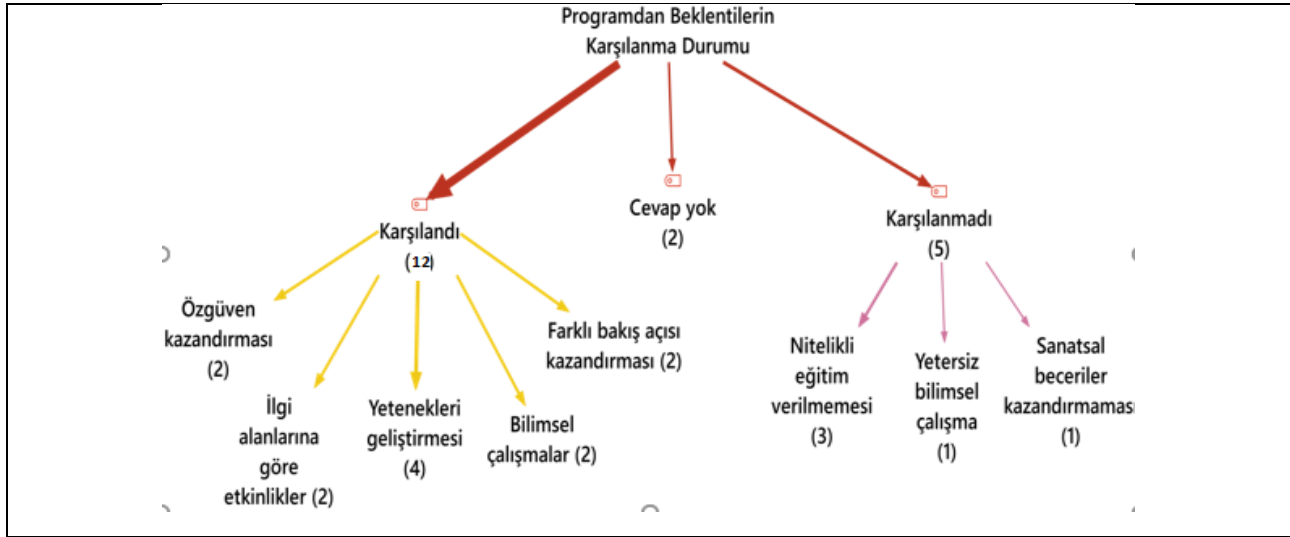 Programdan Beklentilerin
Karşılanma Durumu
Karşılandı
(12)
Cevap yok
(2)
Karşılanmadı
(5)
Özgüven
kazandırması
(2)
İlgi
alanlarına
göre
etkinlikler (2)
Yetenekleri
geliştirmesi
(4)
Bilimsel
çalışmalar (2)
Farklı bakış açısı
kazandırması (2)
Nitelikli
eğitim
verilmemesi
(3)
Yetersiz
bilimsel
çalışma
(1)
Sanatsal
beceriler
kazandırmaması
(1)